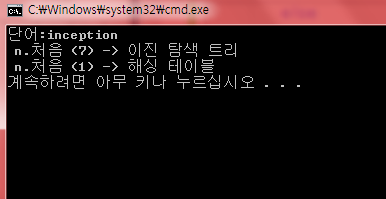 C:\Windows\system32\cmd.exe
단어:inception
n.처음 (7) -> 이진 탐색 트리
n.처음 (1) -> 해싱 테이블
계속하려면 아무 키나 누르십시오 . . .